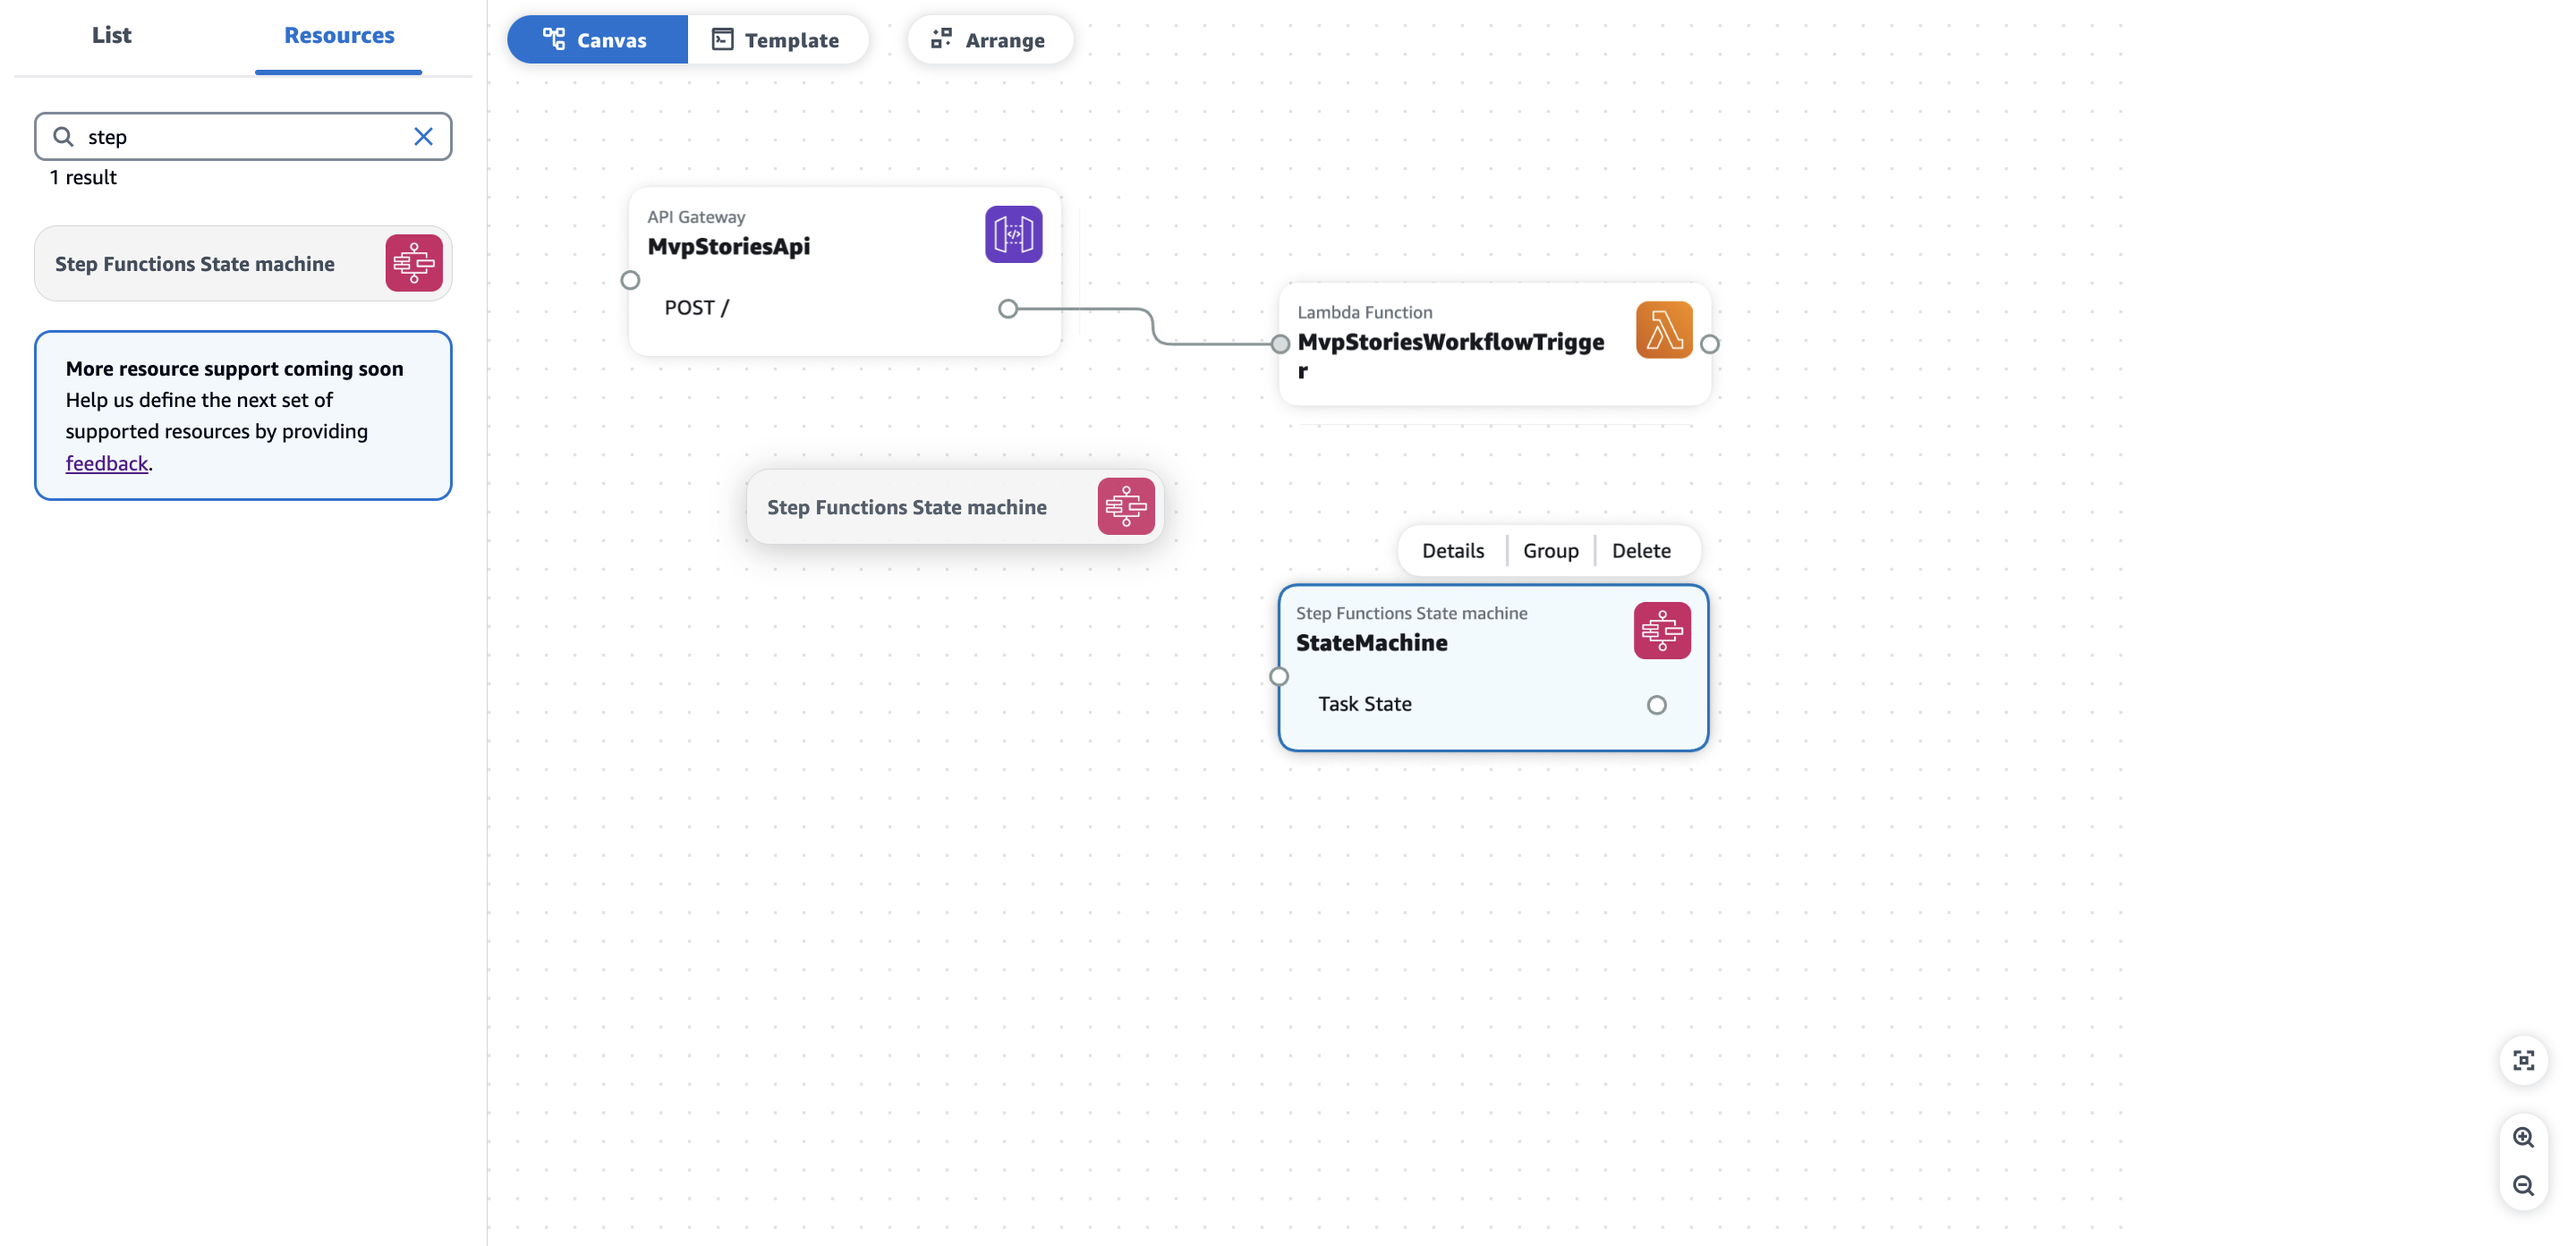 List
Resources
step
1 result
Step Functions State machine
More resource support coming soon
Help us define the next set of
supported resources by providing
feedback.
Canvas
Template
Arrange
API Gateway
MvpStoriesApi
POST /
Lambda Function
MvpStoriesWorkflowTrigge
r
Step Functions State machine
Details
Group
Delete
Step Functions State machine
StateMachine
Task State